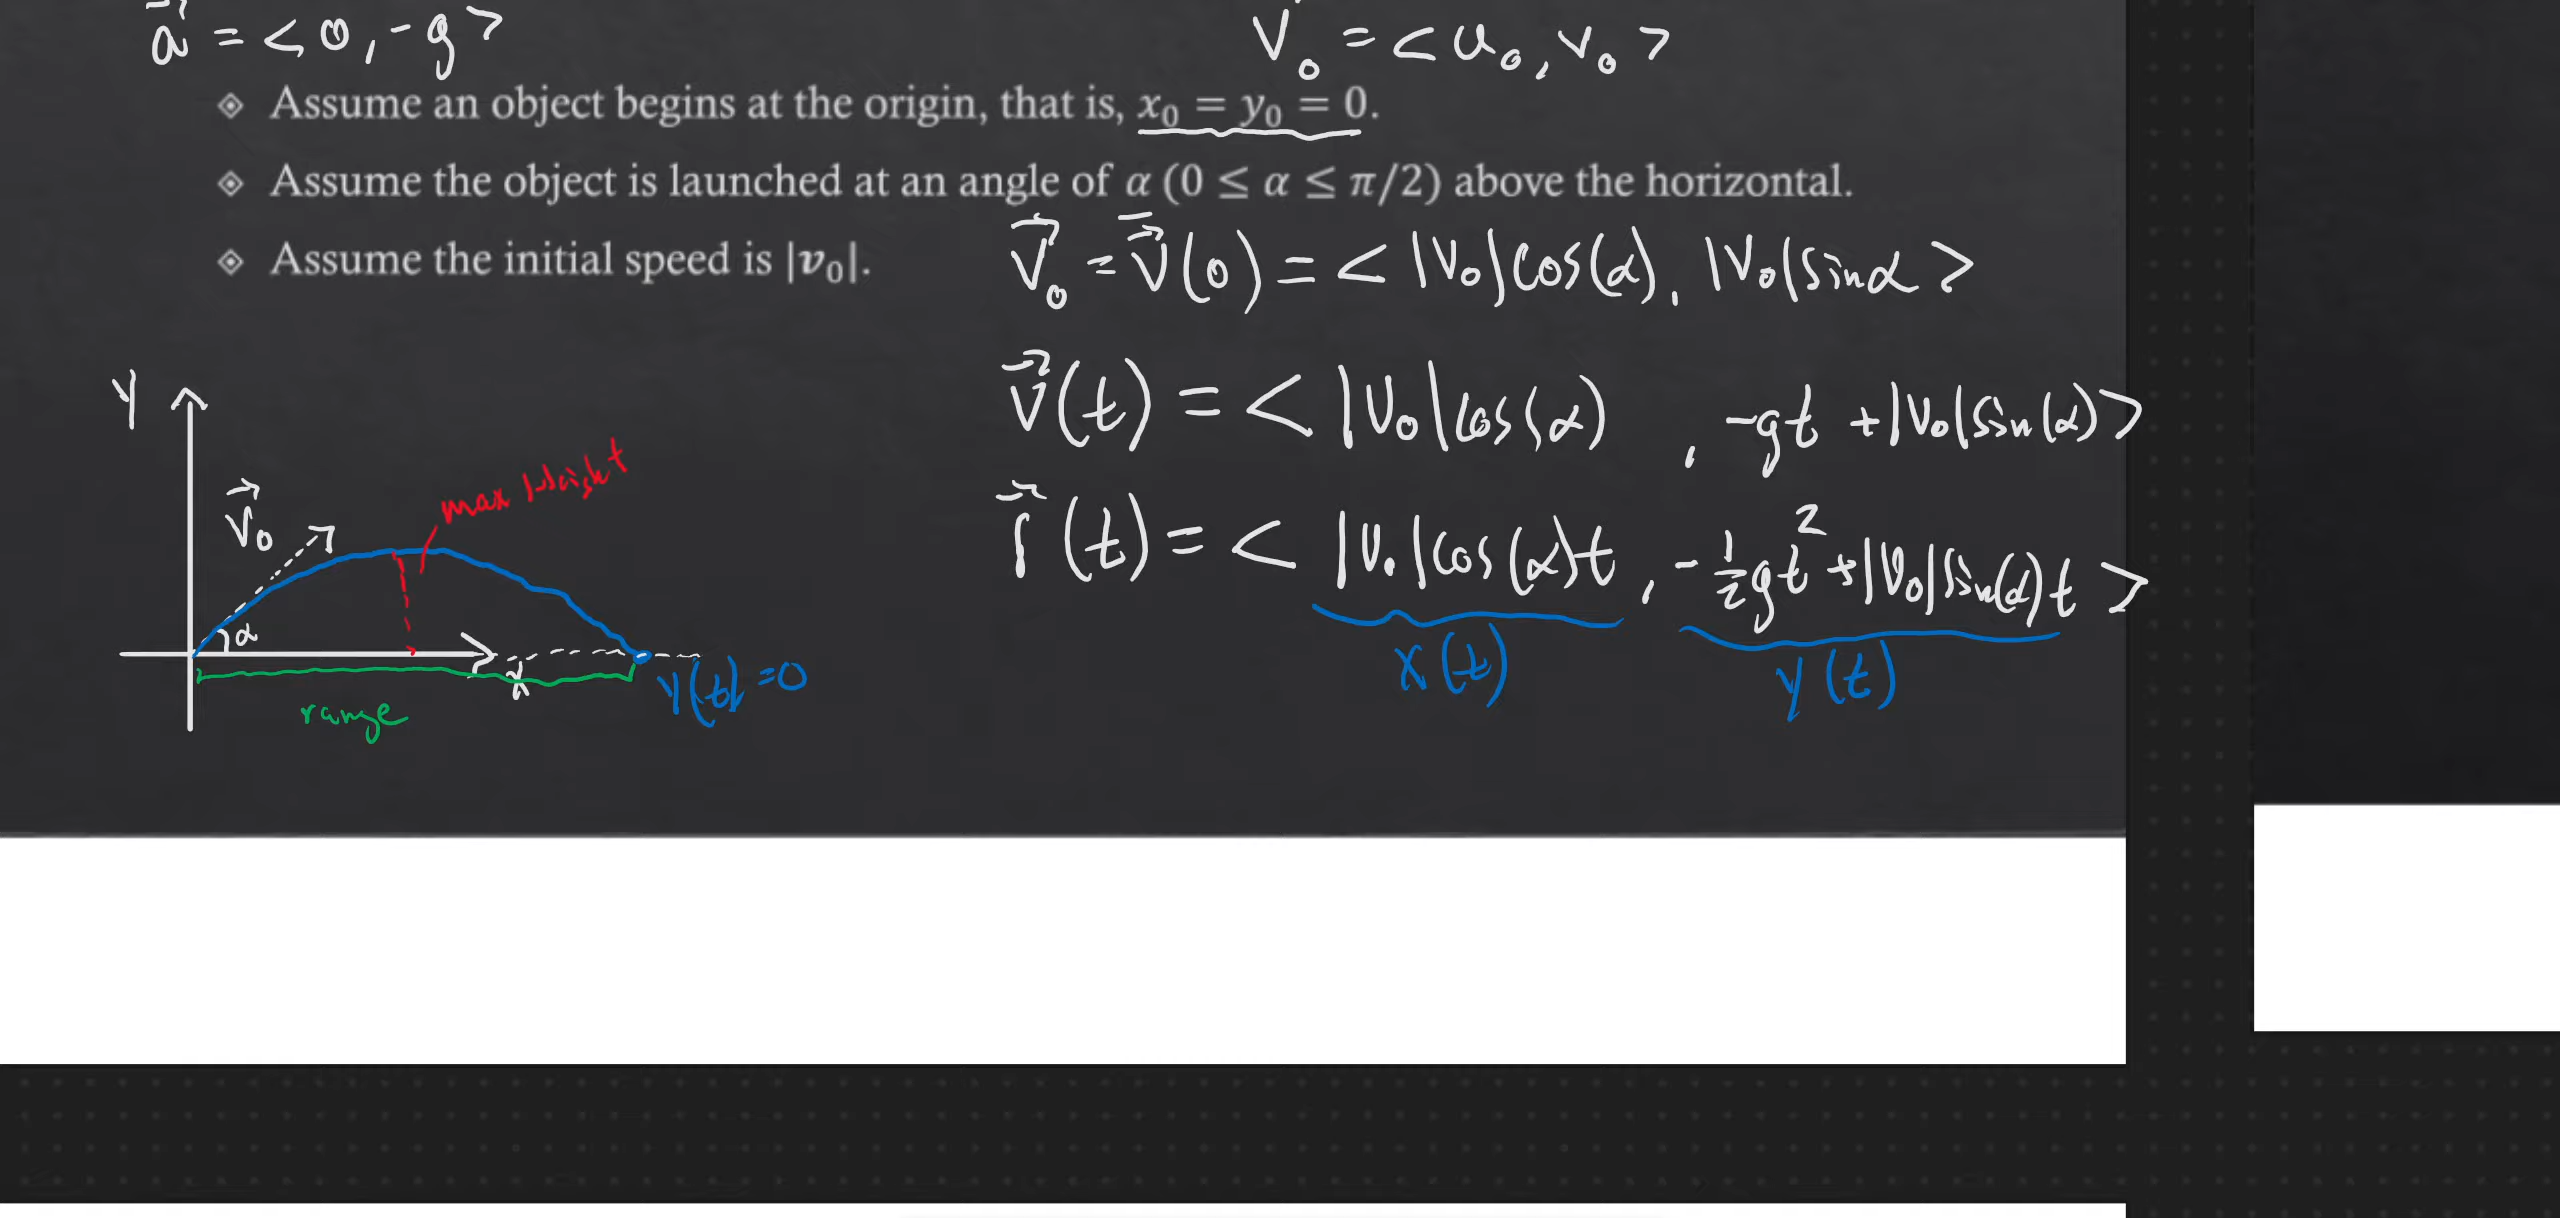 a⃗ = <0, -g>
V⃗₀ = <u₀, v₀>
Assume an object begins at the origin, that is, x₀ = y₀ = 0.
Assume the object is launched at an angle of α (0 ≤ α ≤ π/2) above the horizontal.
Assume the initial speed is |v₀|.
V⃗₀ = V⃗(0) = < |V₀|cos(α), |V₀|sinα >
V⃗(t) = < |V₀|cos(α), -gt + |V₀|sin(α) >
r⃗(t) = < |V₀|cos(α)t, -½gt² + |V₀|sin(α)t >
x(t)
y(t)
y
V⃗₀
max Height
α
x
y(t) = 0
range